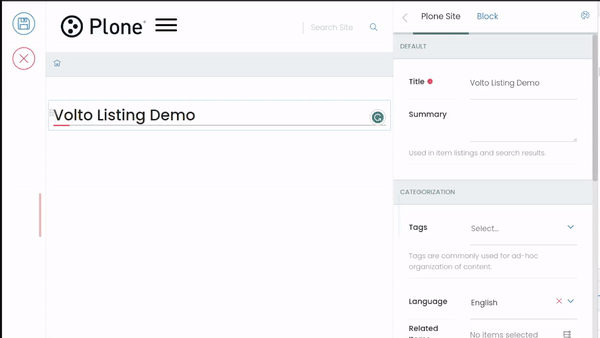 Plone
Search Site
Volto Listing Demo
Plone Site
Block
DEFAULT
Title
Volto Listing Demo
Summary
Used in item listings and search results.
CATEGORIZATION
Tags
Select...
Tags are commonly used for ad-hoc
organization of content.
Language
English
Related
No items selected